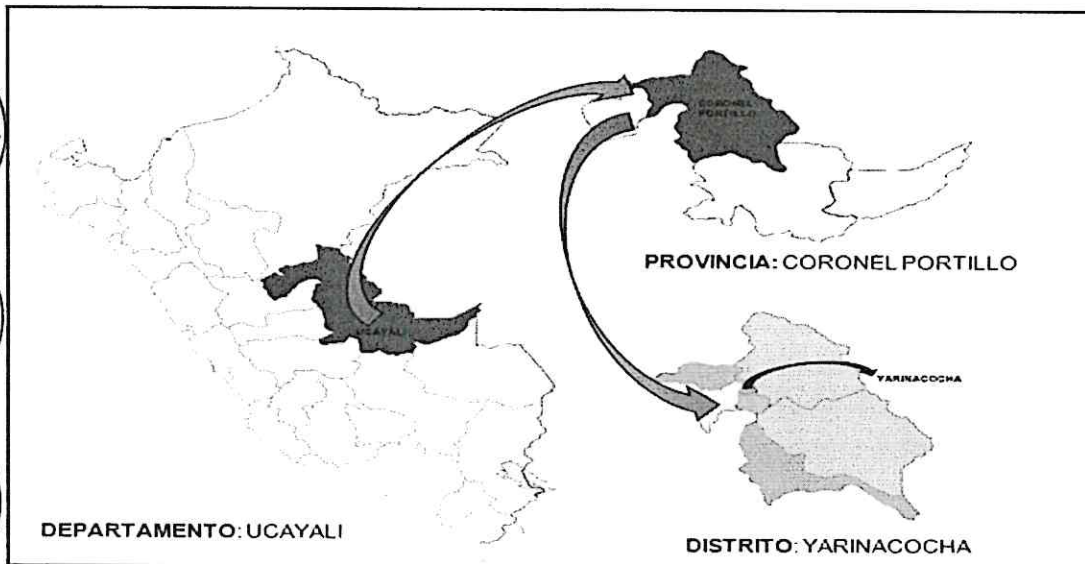 CORONEL
PORTILLO
PROVINCIA: CORONEL PORTILLO
UCAYALI
YARINACOCHA
DEPARTAMENTO: UCAYALI
DISTRITO: YARINACOCHA